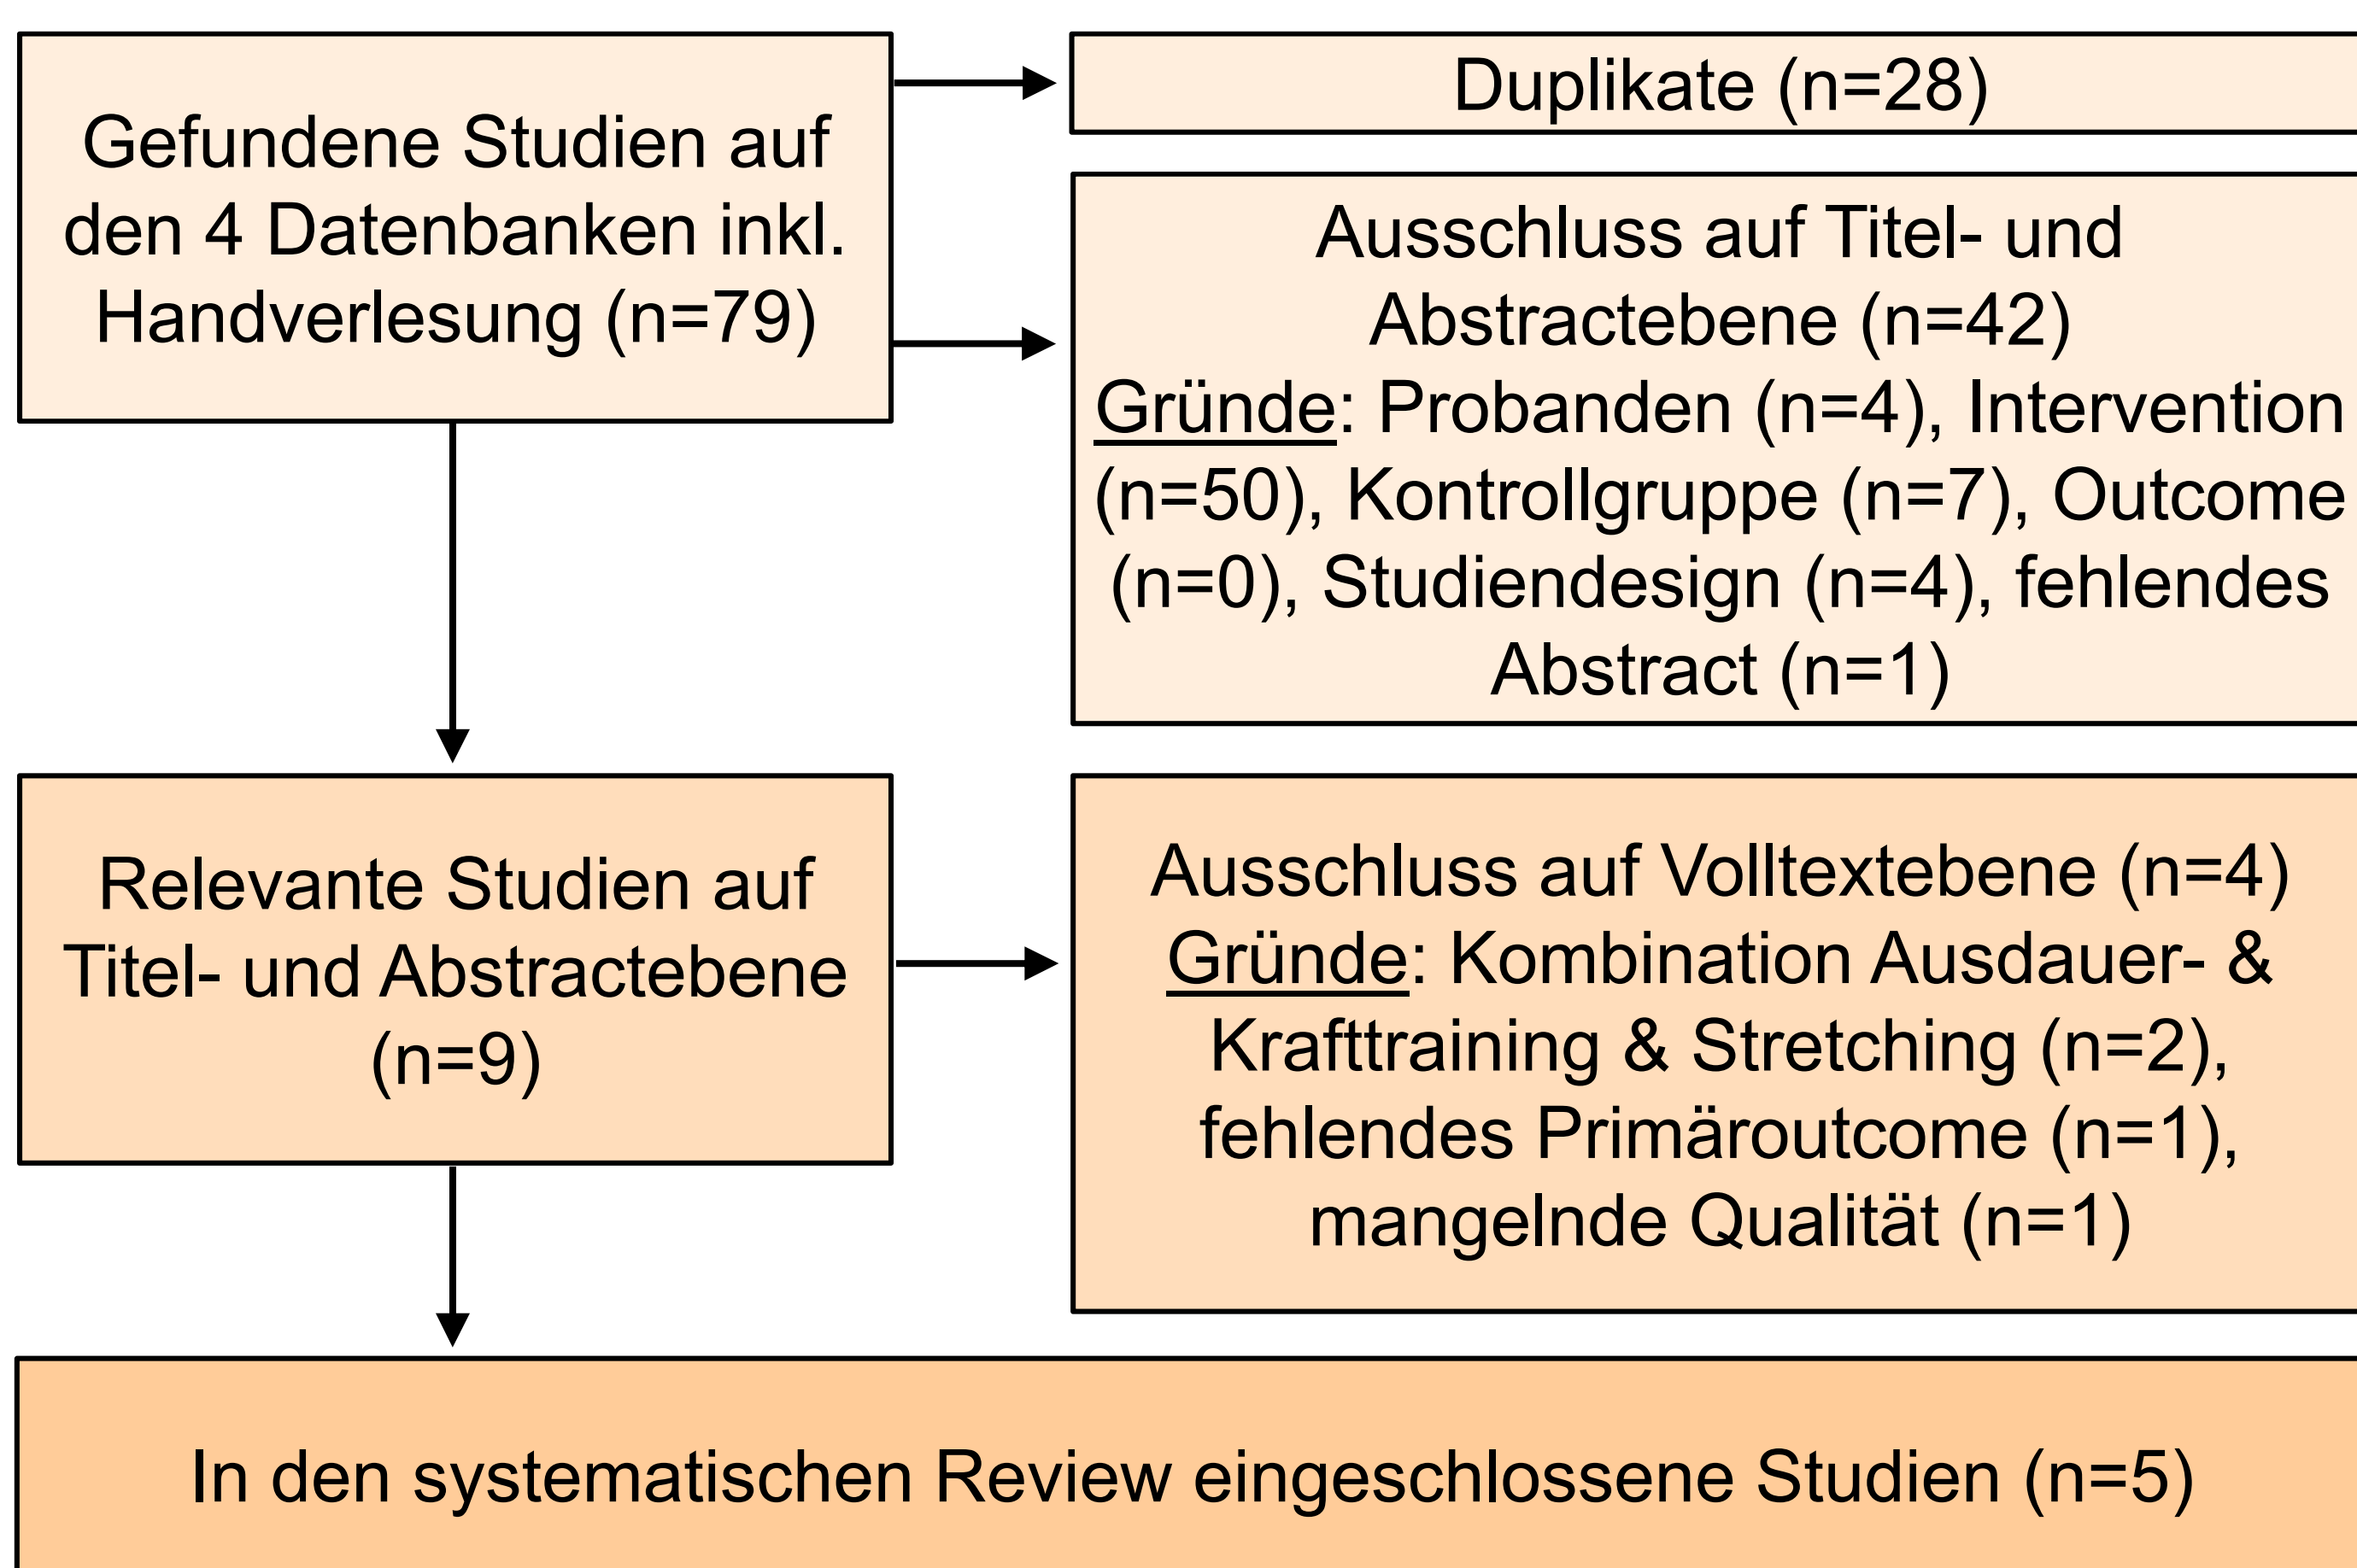 Gefundene Studien auf
den 4 Datenbanken inkl.
Handverlesung (n=79)
Duplikate (n=28)
Ausschluss auf Titel- und
Abstractebene (n=42)
Gründe: Probanden (n=4), Intervention
(n=50), Kontrollgruppe (n=7), Outcome
(n=0), Studiendesign (n=4), fehlendes
Abstract (n=1)
Relevante Studien auf
Titel- und Abstractebene
(n=9)
Ausschluss auf Volltextebene (n=4)
Gründe: Kombination Ausdauer- &
Krafttraining & Stretching (n=2),
fehlendes Primäroutcome (n=1),
mangelnde Qualität (n=1)
In den systematischen Review eingeschlossene Studien (n=5)